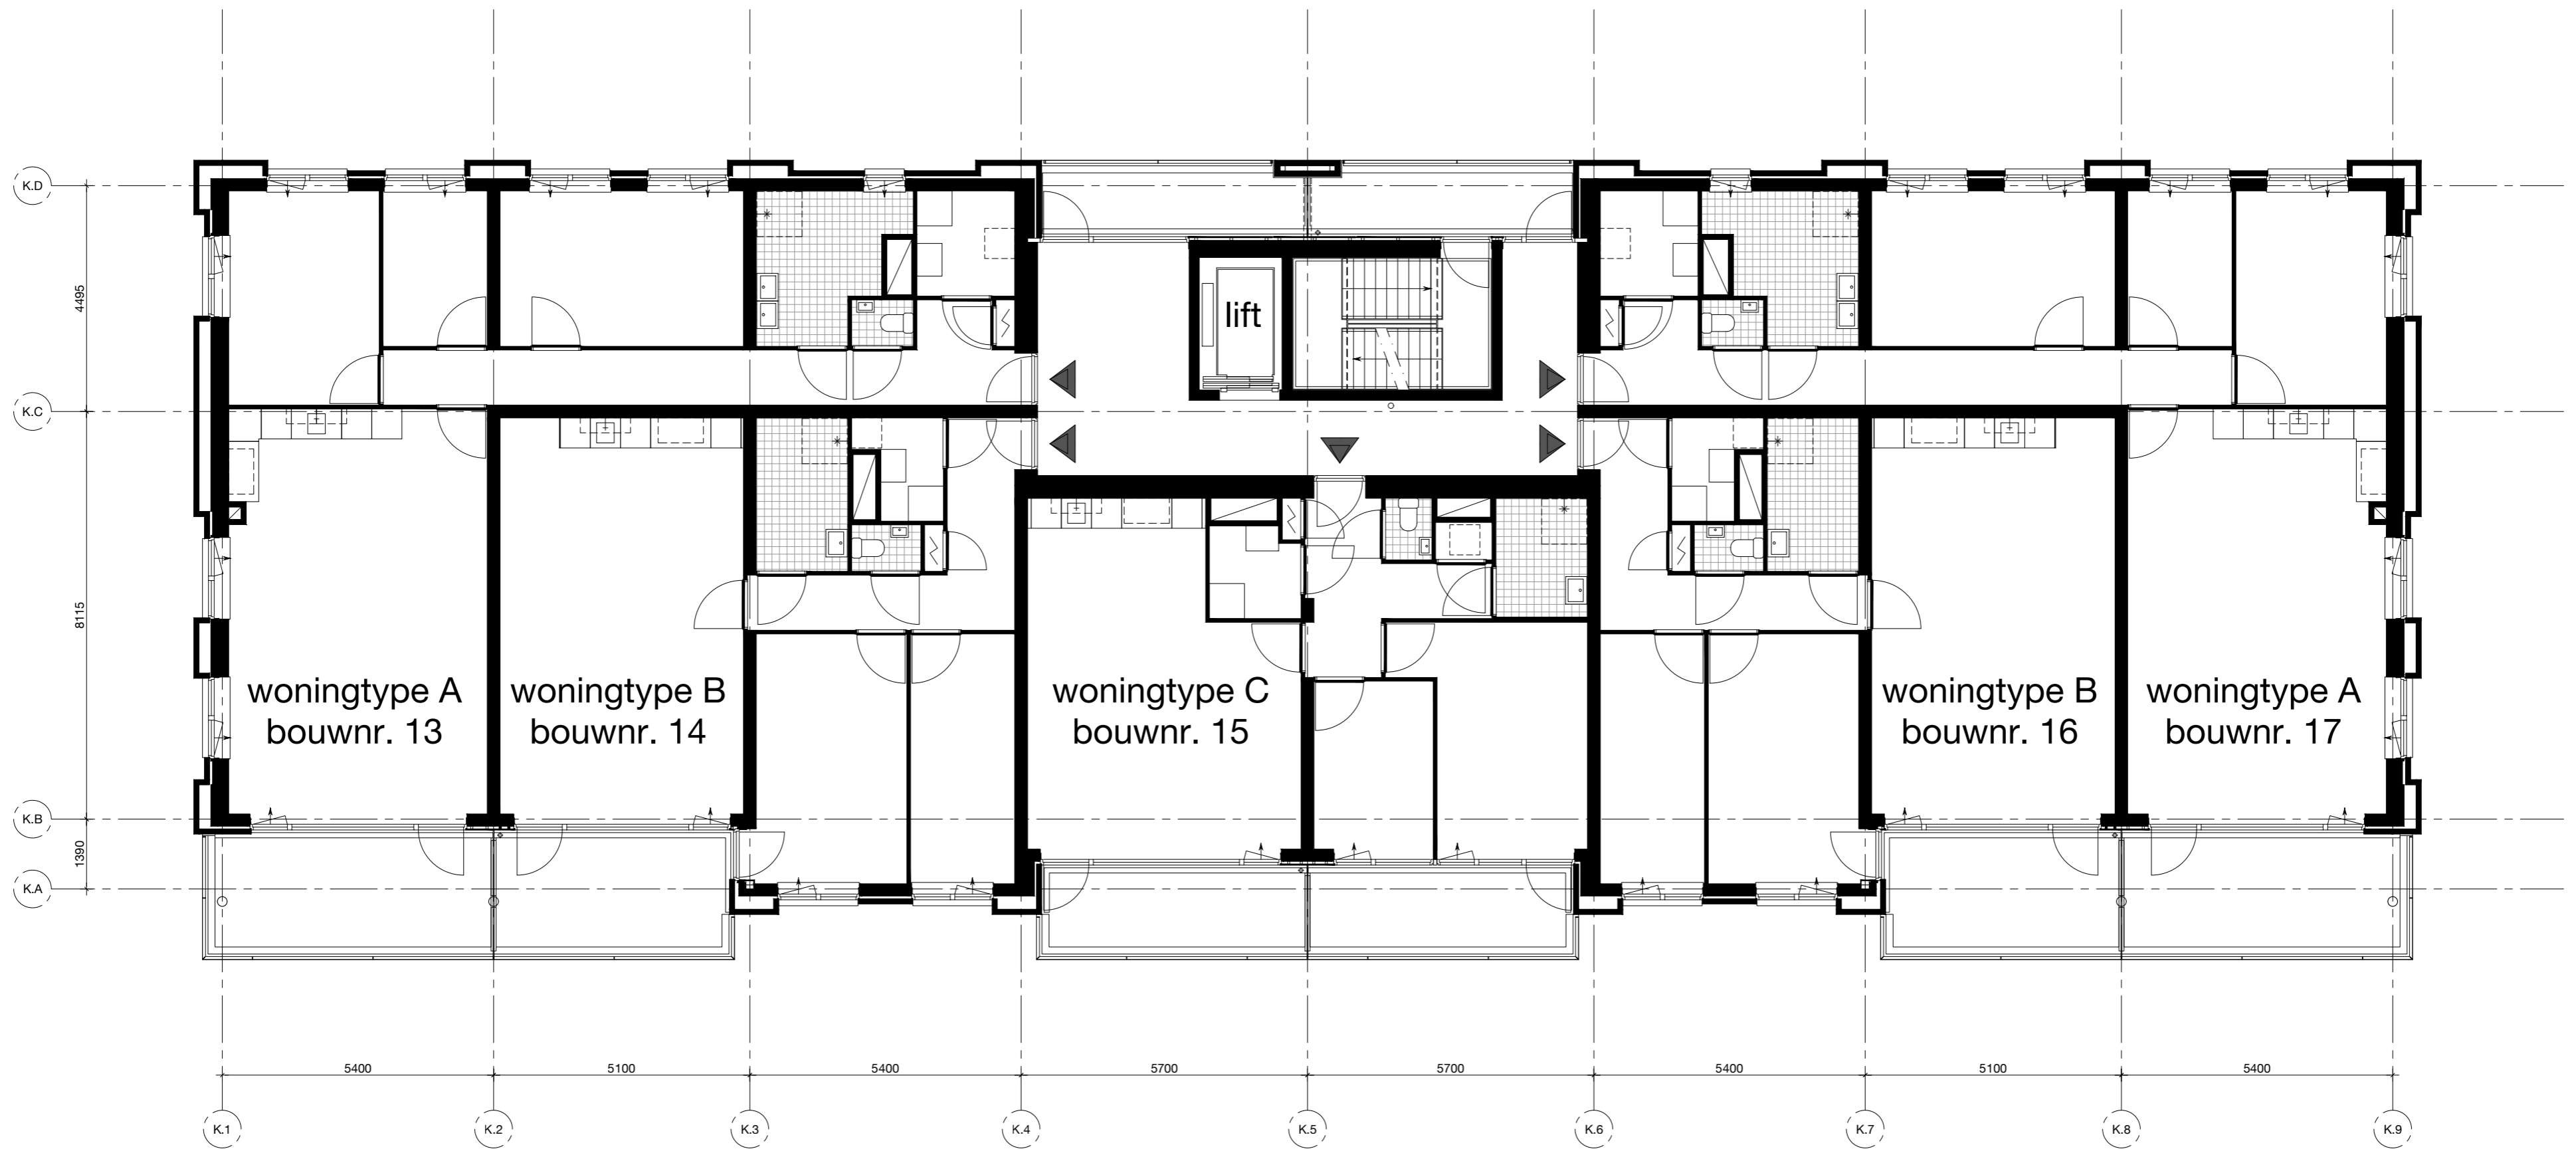 K.D
4495
lift
K.C
8115
woningtype A
bouwnr. 13
woningtype B
bouwnr. 14
woningtype C
bouwnr. 15
woningtype B
bouwnr. 16
woningtype A
bouwnr. 17
K.B
1390
K.A
5400 5100 5400 5700 5700 5400 5100 5400
K.1 K.2 K.3 K.4 K.5 K.6 K.7 K.8 K.9